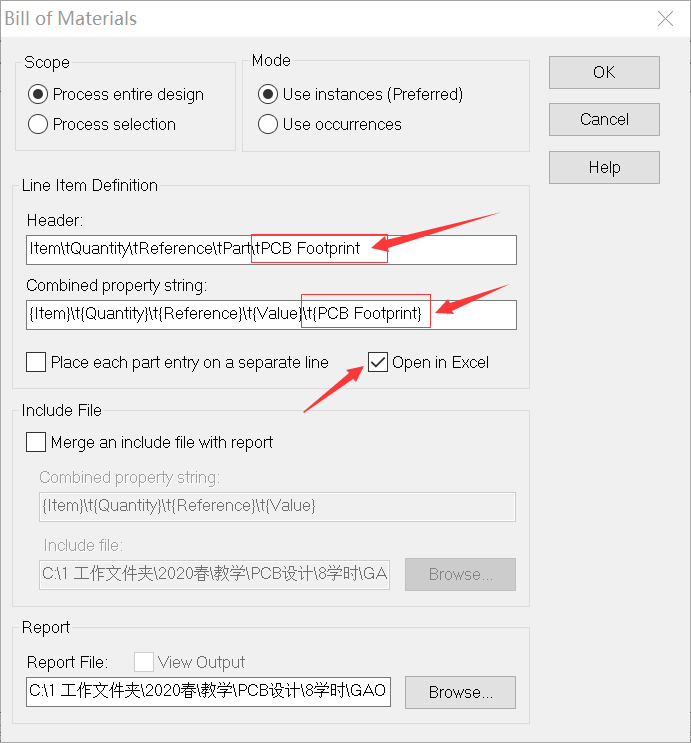 Bill of Materials
Scope
Process entire design
Process selection
Mode
Use instances (Preferred)
Use occurrences
OK
Cancel
Help
Line Item Definition
Header:
Item\tQuantity\tReference\tPart\tPCB Footprint
Combined property string:
{Item}\t{Quantity}\t{Reference}\t{Value}\t{PCB Footprint}
Place each part entry on a separate line
Open in Excel
Include File
Merge an include file with report
Combined property string:
{Item}\t{Quantity}\t{Reference}\t{Value}
Include file:
C:\1 工作文件夹\2020春\教学\PCB设计\8学时\GA
Browse...
Report
Report File:
View Output
C:\1 工作文件夹\2020春\教学\PCB设计\8学时\GAO
Browse...